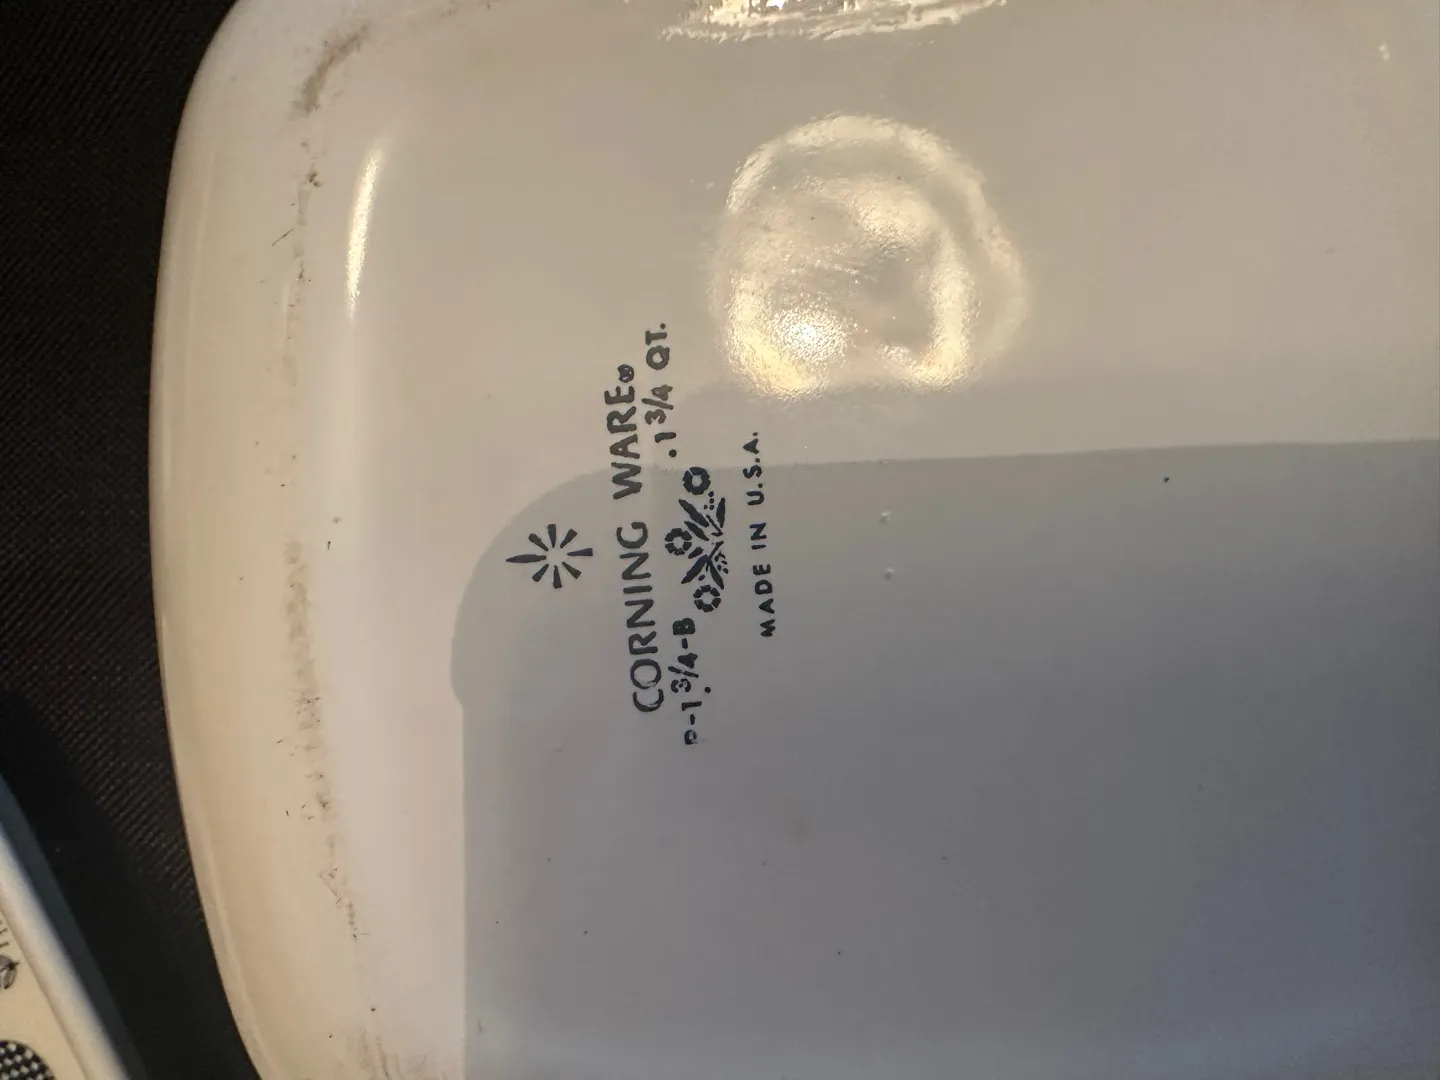 CORNING WARE®
P-1 3/4-B 1 3/4 QT.
MADE IN U.S.A.